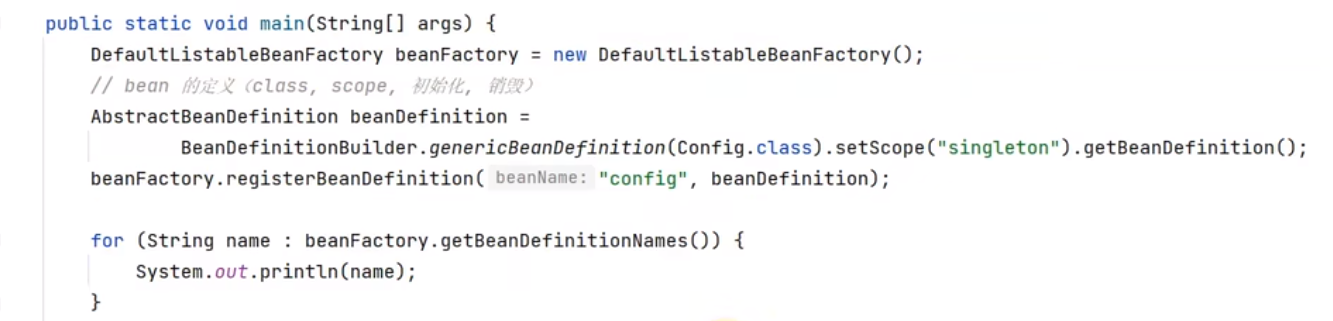 public static void main(String[] args) {
DefaultListableBeanFactory beanFactory = new DefaultListableBeanFactory();
// bean 的定义（class, scope, 初始化, 销毁）
AbstractBeanDefinition beanDefinition =
BeanDefinitionBuilder.genericBeanDefinition(Config.class).setScope("singleton").getBeanDefinition();
beanFactory.registerBeanDefinition( beanName: "config", beanDefinition);
for (String name : beanFactory.getBeanDefinitionNames()) {
System.out.println(name);
}